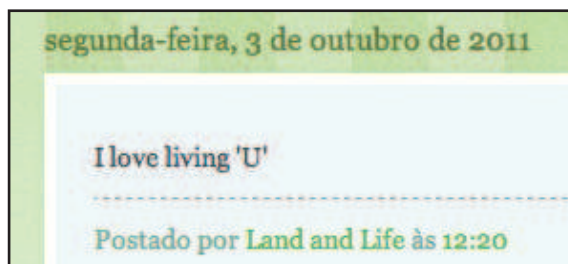 segunda-feira, 3 de outubro de 2011
I love living 'U'
Postado por Land and Life às 12:20